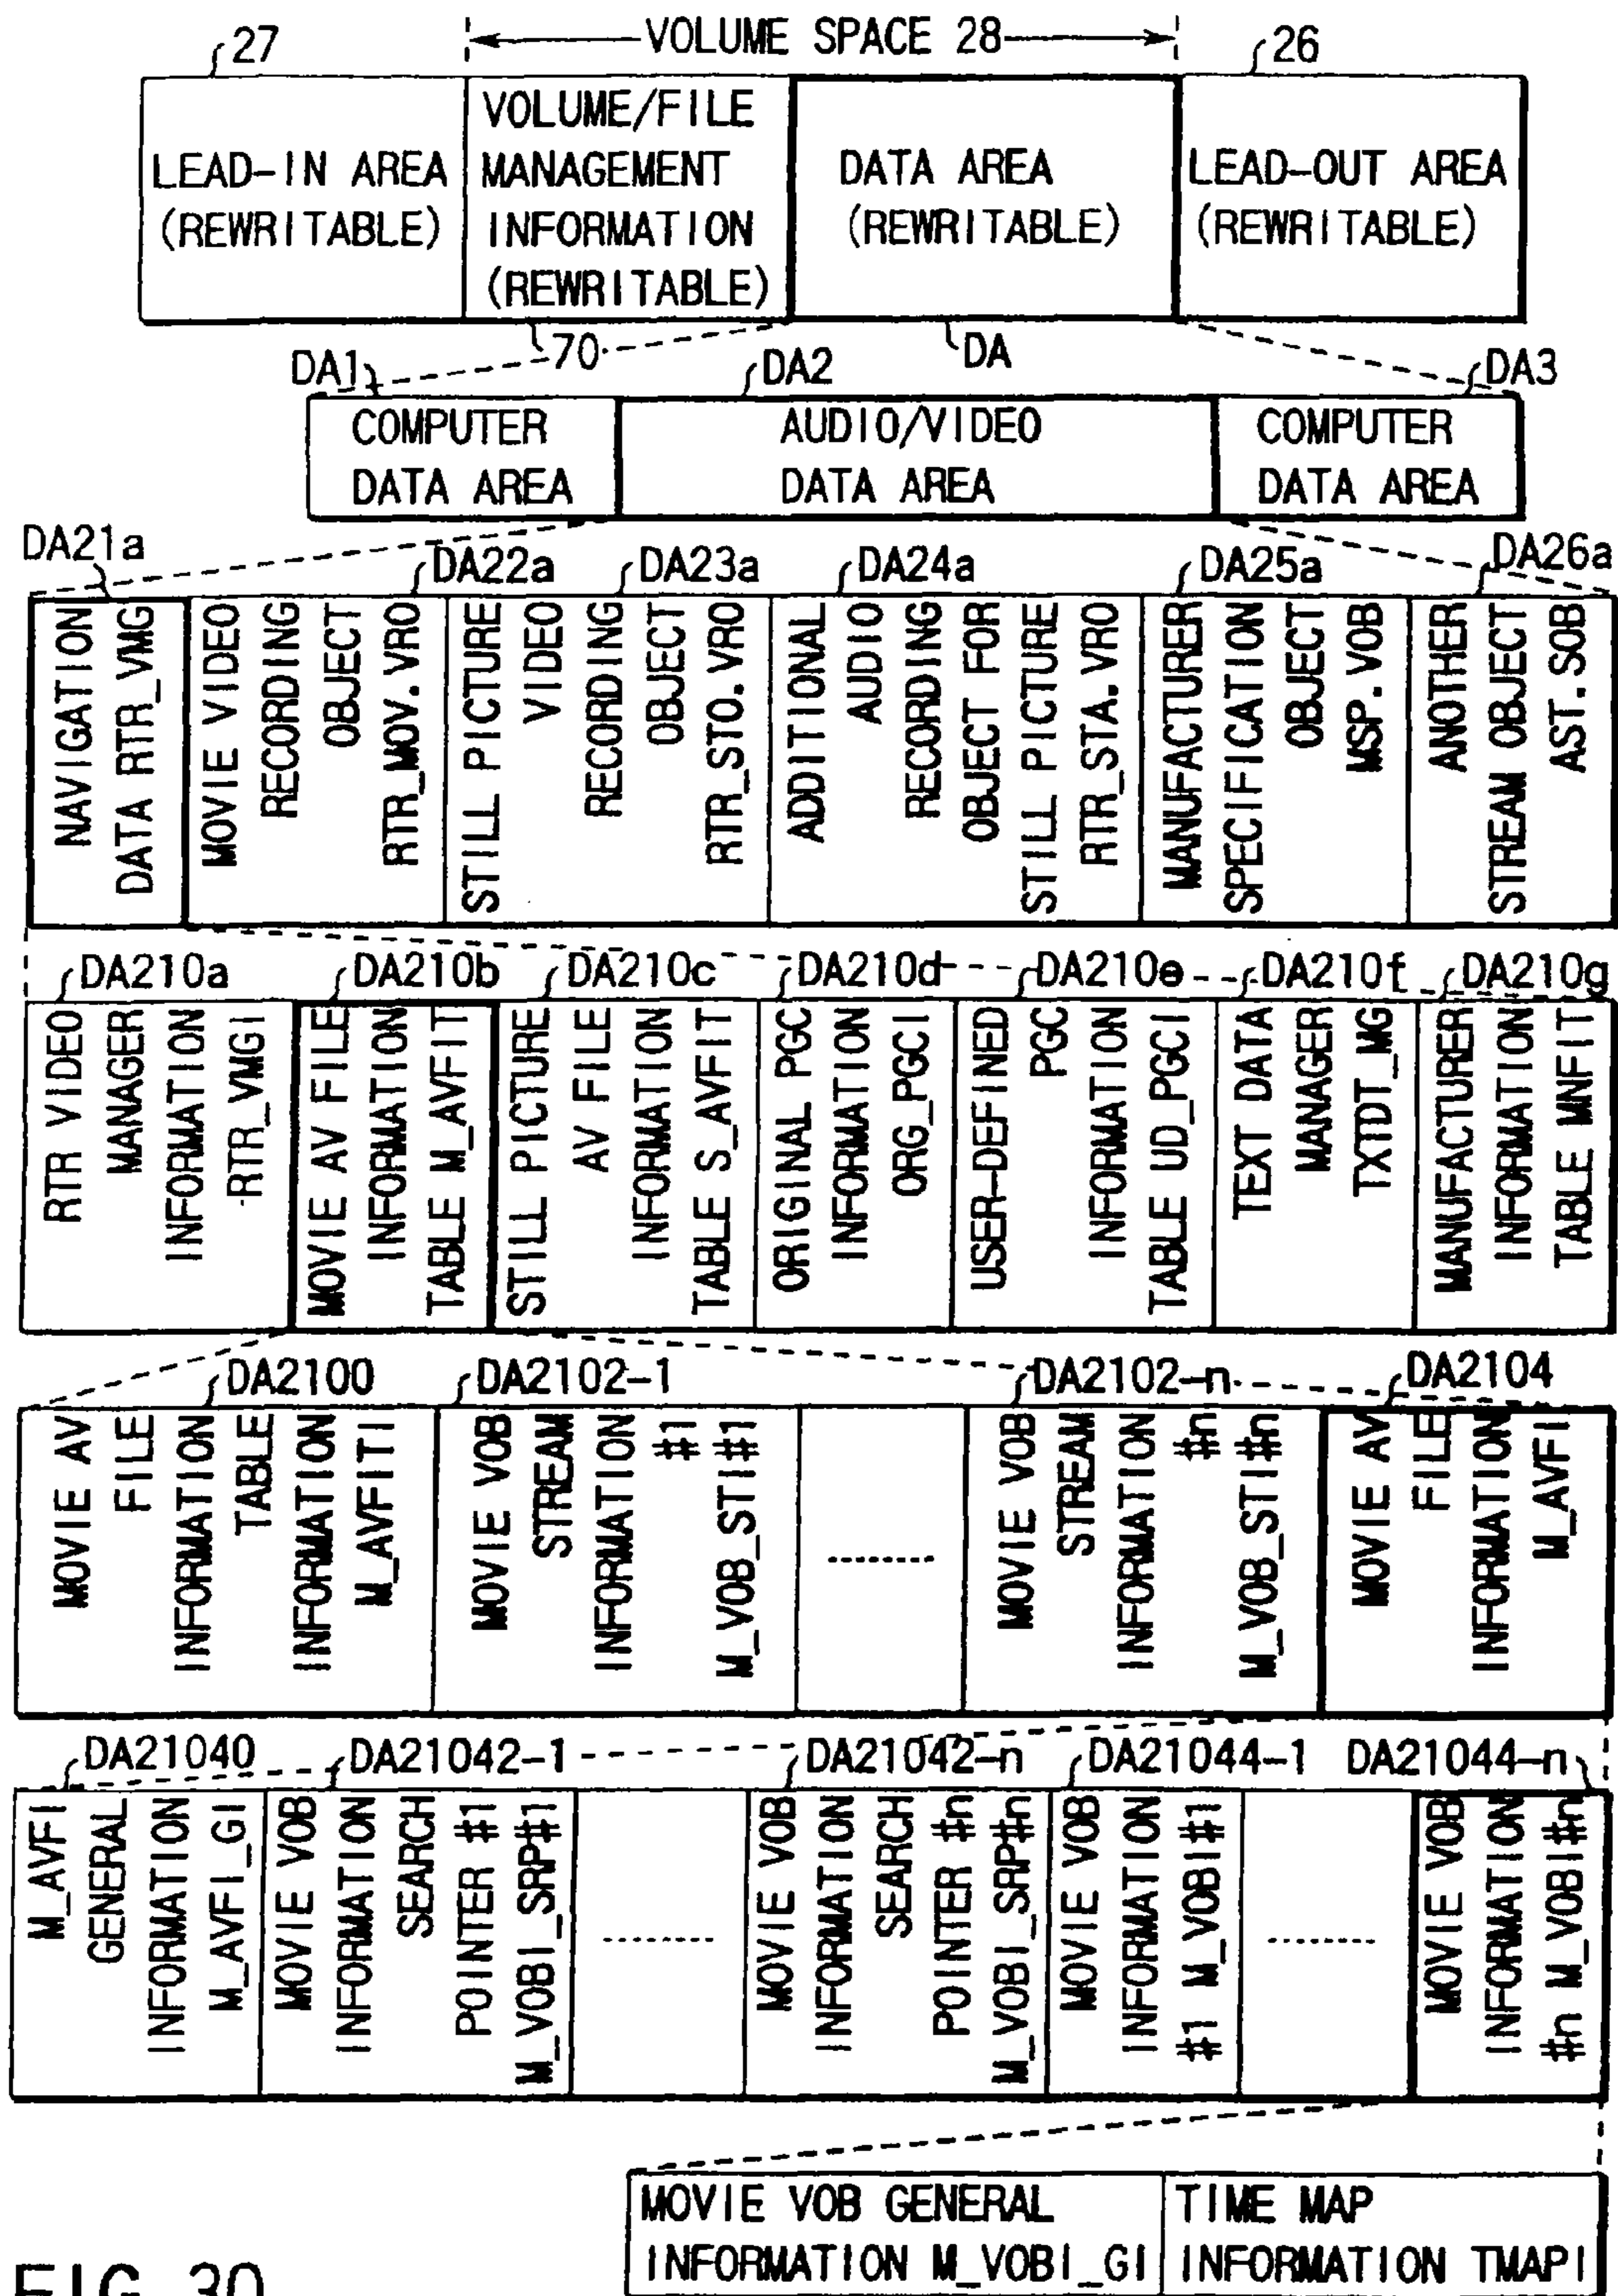 27
VOLUME SPACE 28
26
LEAD-IN AREA
(REWRITABLE)
VOLUME/FILE
MANAGEMENT
INFORMATION
(REWRITABLE)
DATA AREA
(REWRITABLE)
LEAD-OUT AREA
(REWRITABLE)
70
DA
DA1
DA2
DA3
COMPUTER
DATA AREA
AUDIO/VIDEO
DATA AREA
COMPUTER
DATA AREA
DA21a
DA22a
DA23a
DA24a
DA25a
DA26a
NAVIGATION
DATA RTR_VMG
MOVIE VIDEO
RECORDING
OBJECT
RTR_MOV.VRO
STILL PICTURE
VIDEO
RECORDING
OBJECT
RTR_STO.VRO
ADDITIONAL
AUDIO
RECORDING
OBJECT FOR
STILL PICTURE
RTR_STA.VRO
MANUFACTURER
SPECIFICATION
OBJECT
MSP.VOB
ANOTHER
STREAM OBJECT
AST.SOB
DA210a
DA210b
DA210c
DA210d
DA210e
DA210f
DA210g
RTR VIDEO
MANAGER
INFORMATION
RTR_VMGI
MOVIE AV FILE
INFORMATION
TABLE M_AVFIT
STILL PICTURE
AV FILE
INFORMATION
TABLE S_AVFIT
ORIGINAL PGC
INFORMATION
ORG_PGCI
USER-DEFINED
PGC
INFORMATION
TABLE UD_PGCI
TEXT DATA
MANAGER
TXTDT_MG
MANUFACTURER
INFORMATION
TABLE MNFIT
DA2100
DA2102-1
DA2102-n
DA2104
MOVIE AV
FILE
INFORMATION
TABLE
INFORMATION
M_AVFITI
MOVIE VOB
STREAM
INFORMATION
#1
M_VOB_STI#1
MOVIE VOB
STREAM
INFORMATION
#n
M_VOB_STI#n
MOVIE AV
FILE
INFORMATION
M_AVFI
DA21040
DA21042-1
DA21042-n
DA21044-1
DA21044-n
M_AVFI
GENERAL
INFORMATION
M_AVFI_GI
MOVIE VOB
INFORMATION
SEARCH
POINTER #1
M_VOBI_SRP#1
MOVIE VOB
INFORMATION
SEARCH
POINTER #n
M_VOBI_SRP#n
MOVIE VOB
INFORMATION
#1 M_VOBI#1
MOVIE VOB
INFORMATION
#n M_VOBI#n
MOVIE VOB GENERAL
INFORMATION M_VOBI_GI
TIME MAP
INFORMATION TMAPI
FIG. 30